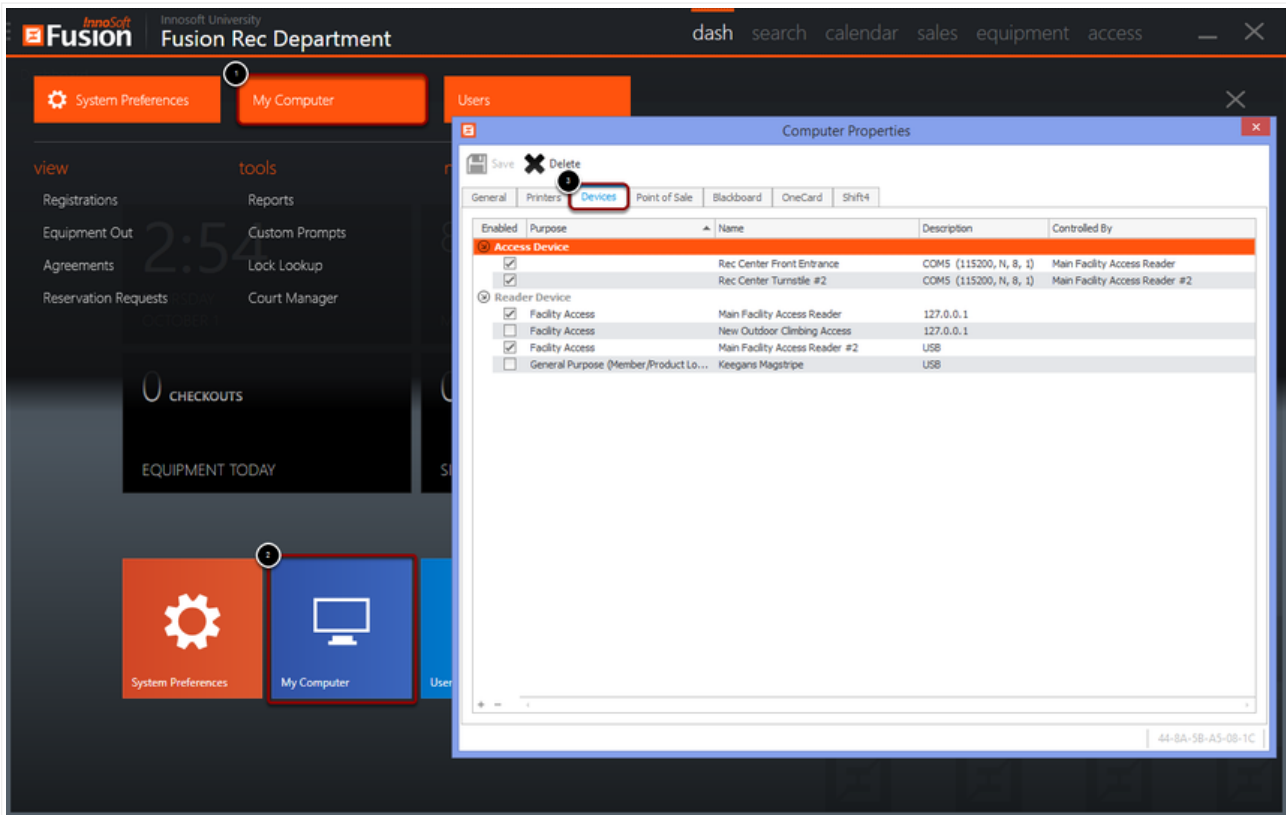 InnoSoft
Fusion
Innosoft University
Fusion Rec Department
dash search calendar sales equipment access
1
System Preferences
My Computer
Users
view
Registrations
Equipment Out
Agreements
Reservation Requests
tools
Reports
Custom Prompts
Lock Lookup
Court Manager
2:54
OCTOBER
0 CHECKOUTS
EQUIPMENT TODAY
2
System Preferences
My Computer
User
Computer Properties
Save Delete
3
General Printers Devices Point of Sale Blackboard OneCard Shift4
Enabled Purpose Name Description Controlled By
Access Device
Rec Center Front Entrance COM5 (115200, N, 8, 1) Main Facility Access Reader
Rec Center Turnstile #2 COM5 (115200, N, 8, 1) Main Facility Access Reader #2
Reader Device
Facility Access Main Facility Access Reader 127.0.0.1
Facility Access New Outdoor Climbing Access 127.0.0.1
Facility Access Main Facility Access Reader #2 USB
General Purpose (Member/Product Lo... Keegans Magstripe USB
44-8A-5B-A5-08-1C